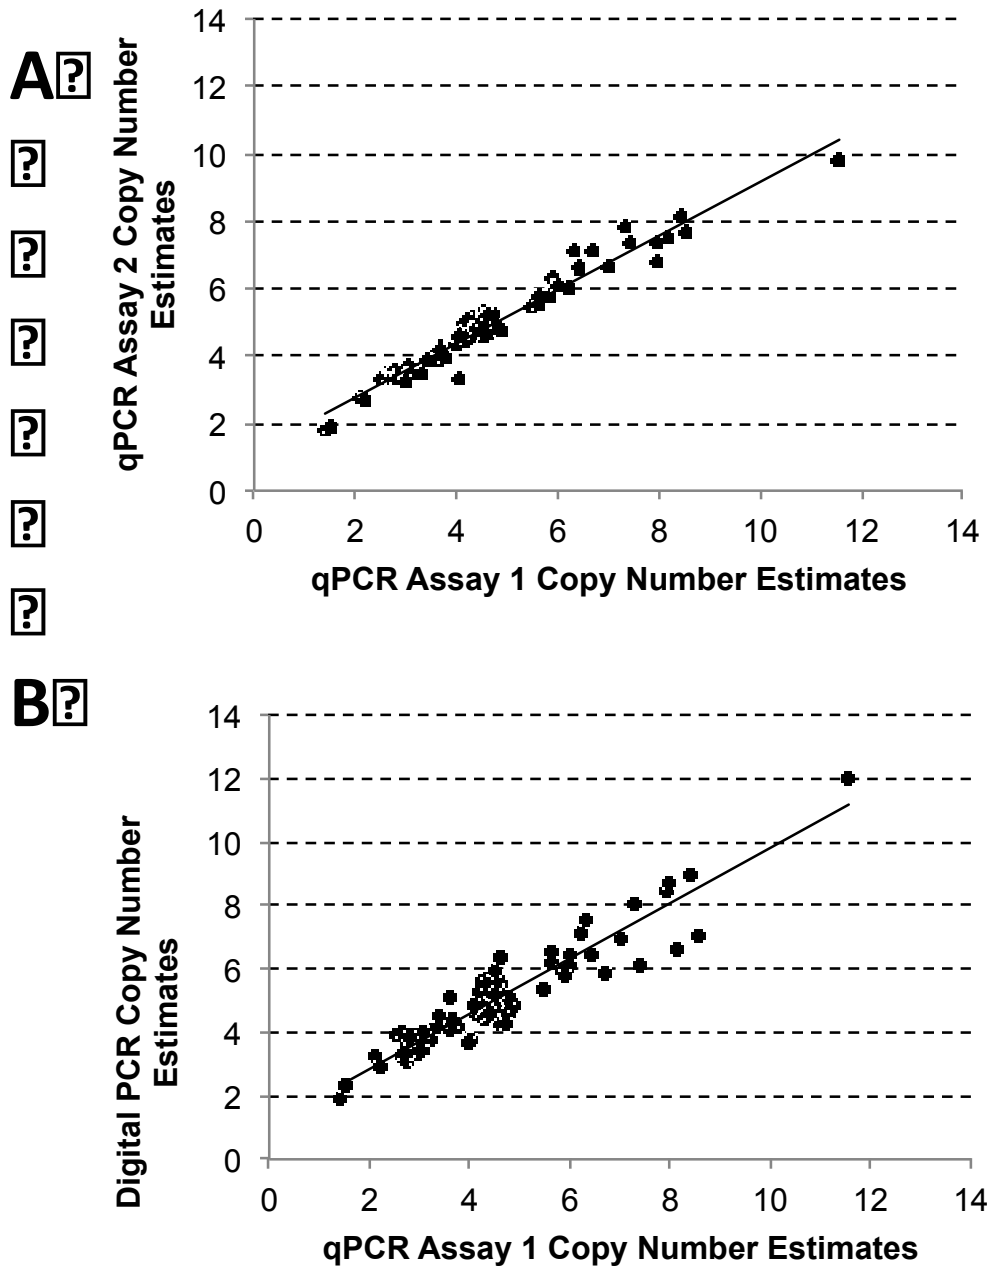 A⍰
⍰
⍰
⍰
⍰
⍰
⍰
qPCR Assay 2 Copy Number
Estimates
14
12
10
8
6
4
2
0
0 2 4 6 8 10 12 14
qPCR Assay 1 Copy Number Estimates
B⍰
Digital PCR Copy Number
Estimates
14
12
10
8
6
4
2
0
0 2 4 6 8 10 12 14
qPCR Assay 1 Copy Number Estimates